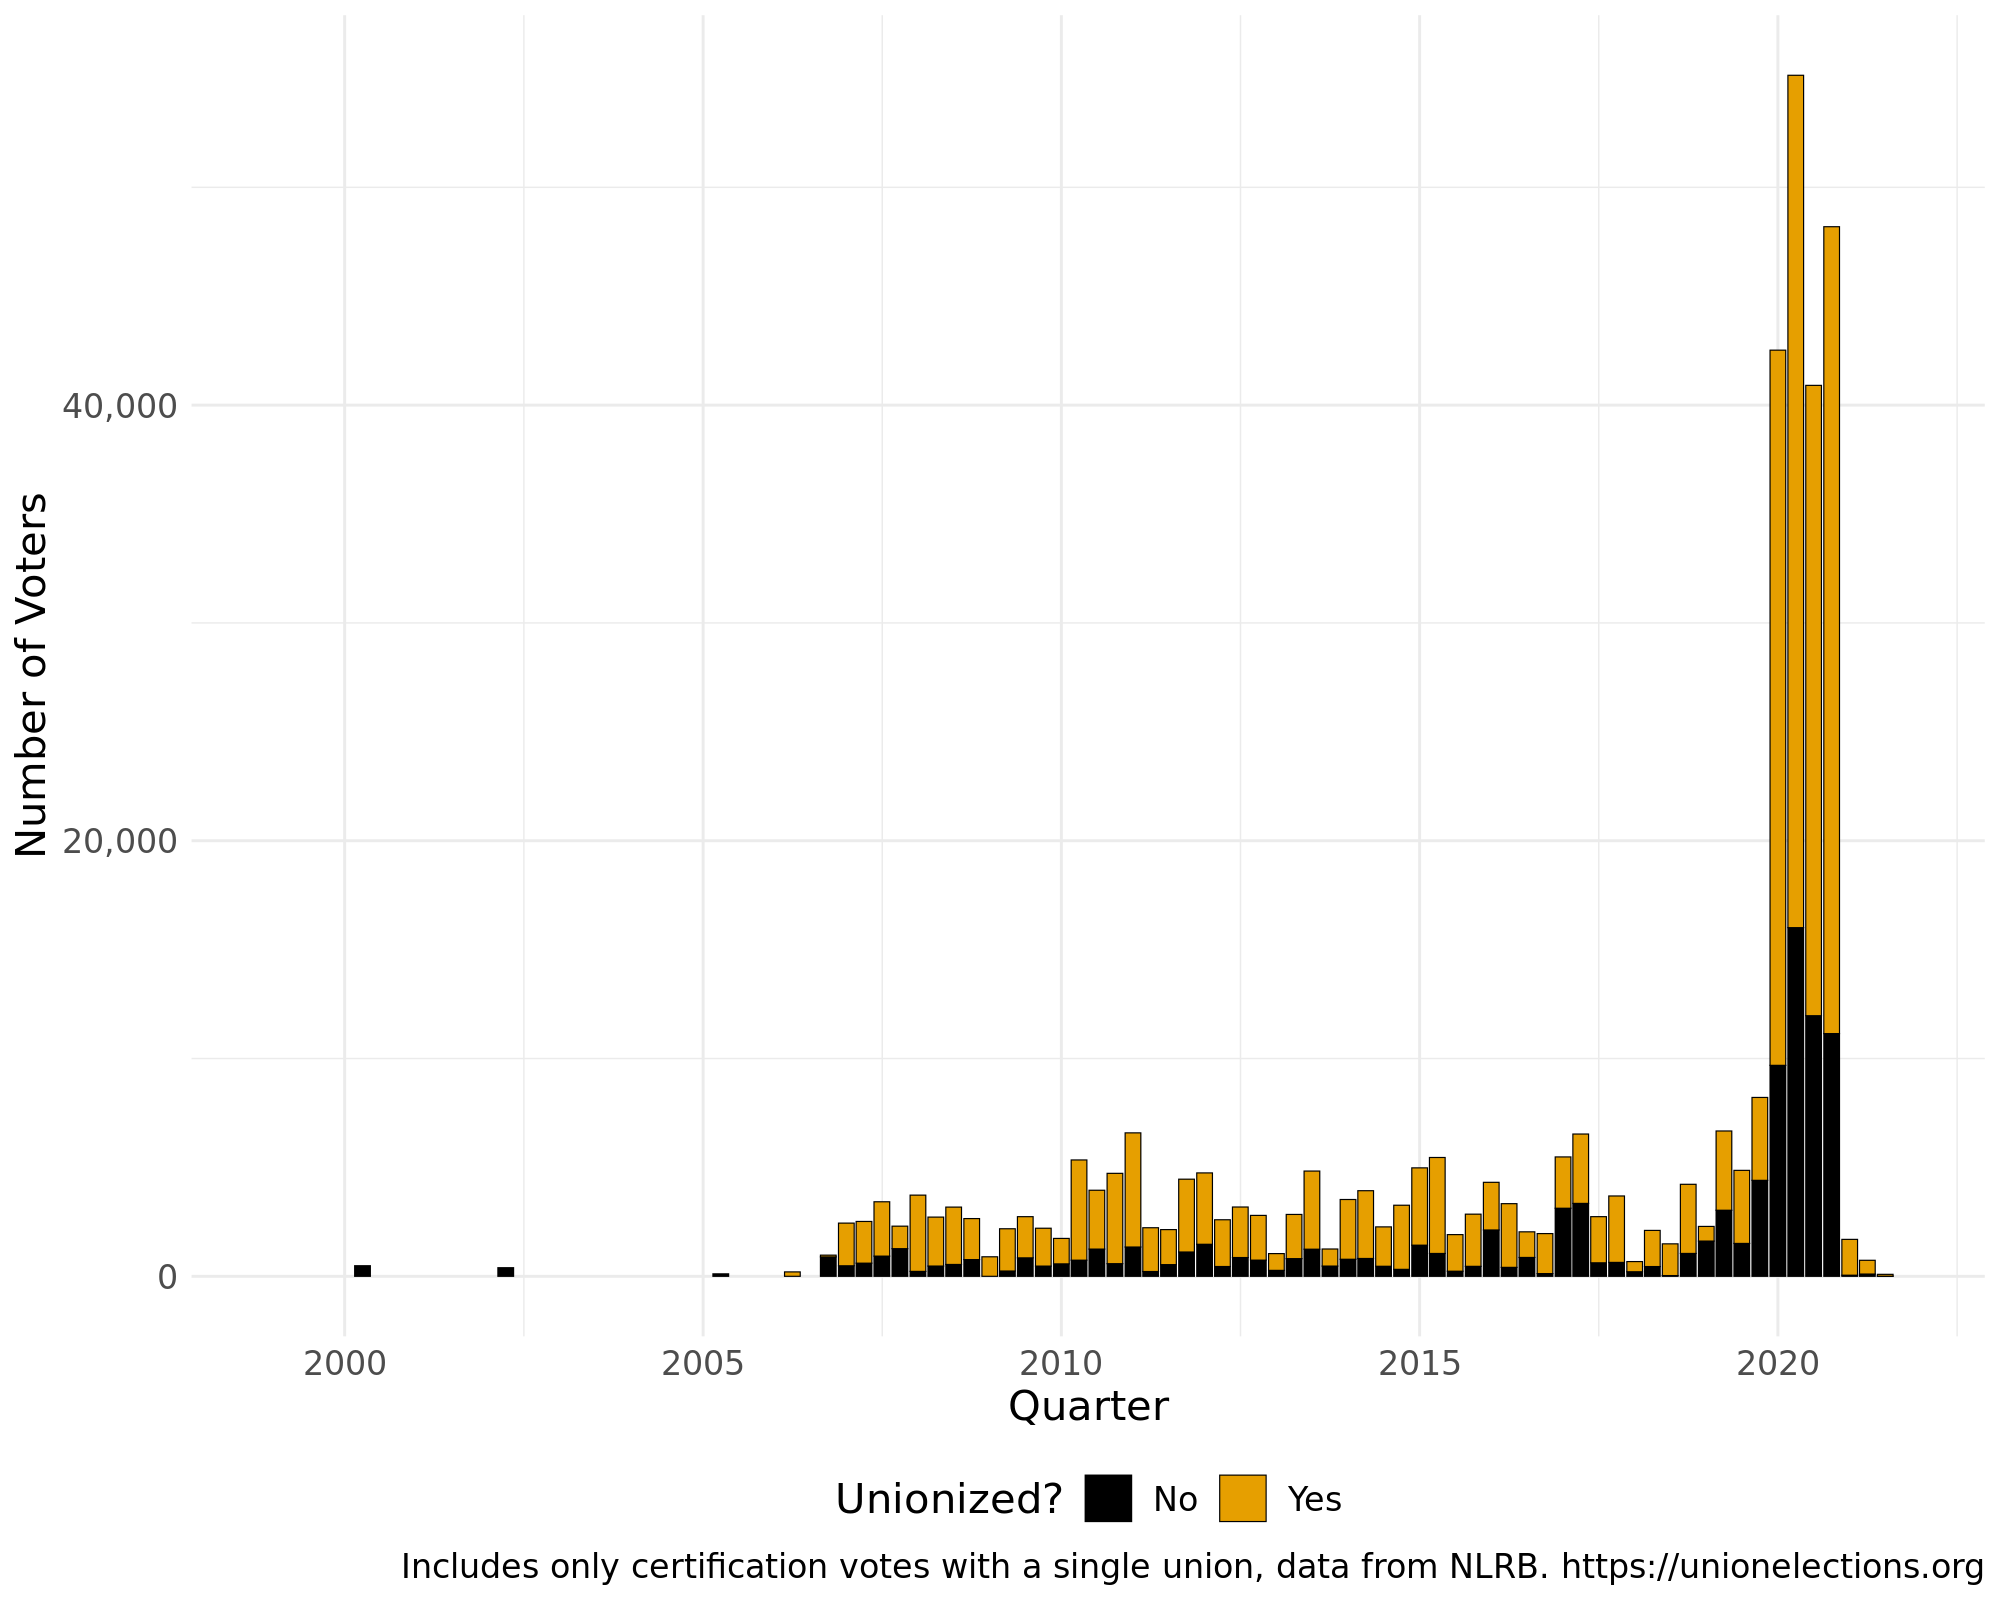 Number of Voters
40,000
20,000
0
2000 2005 2010 2015 2020
Quarter
Unionized? No Yes
Includes only certification votes with a single union, data from NLRB. https://unionelections.org